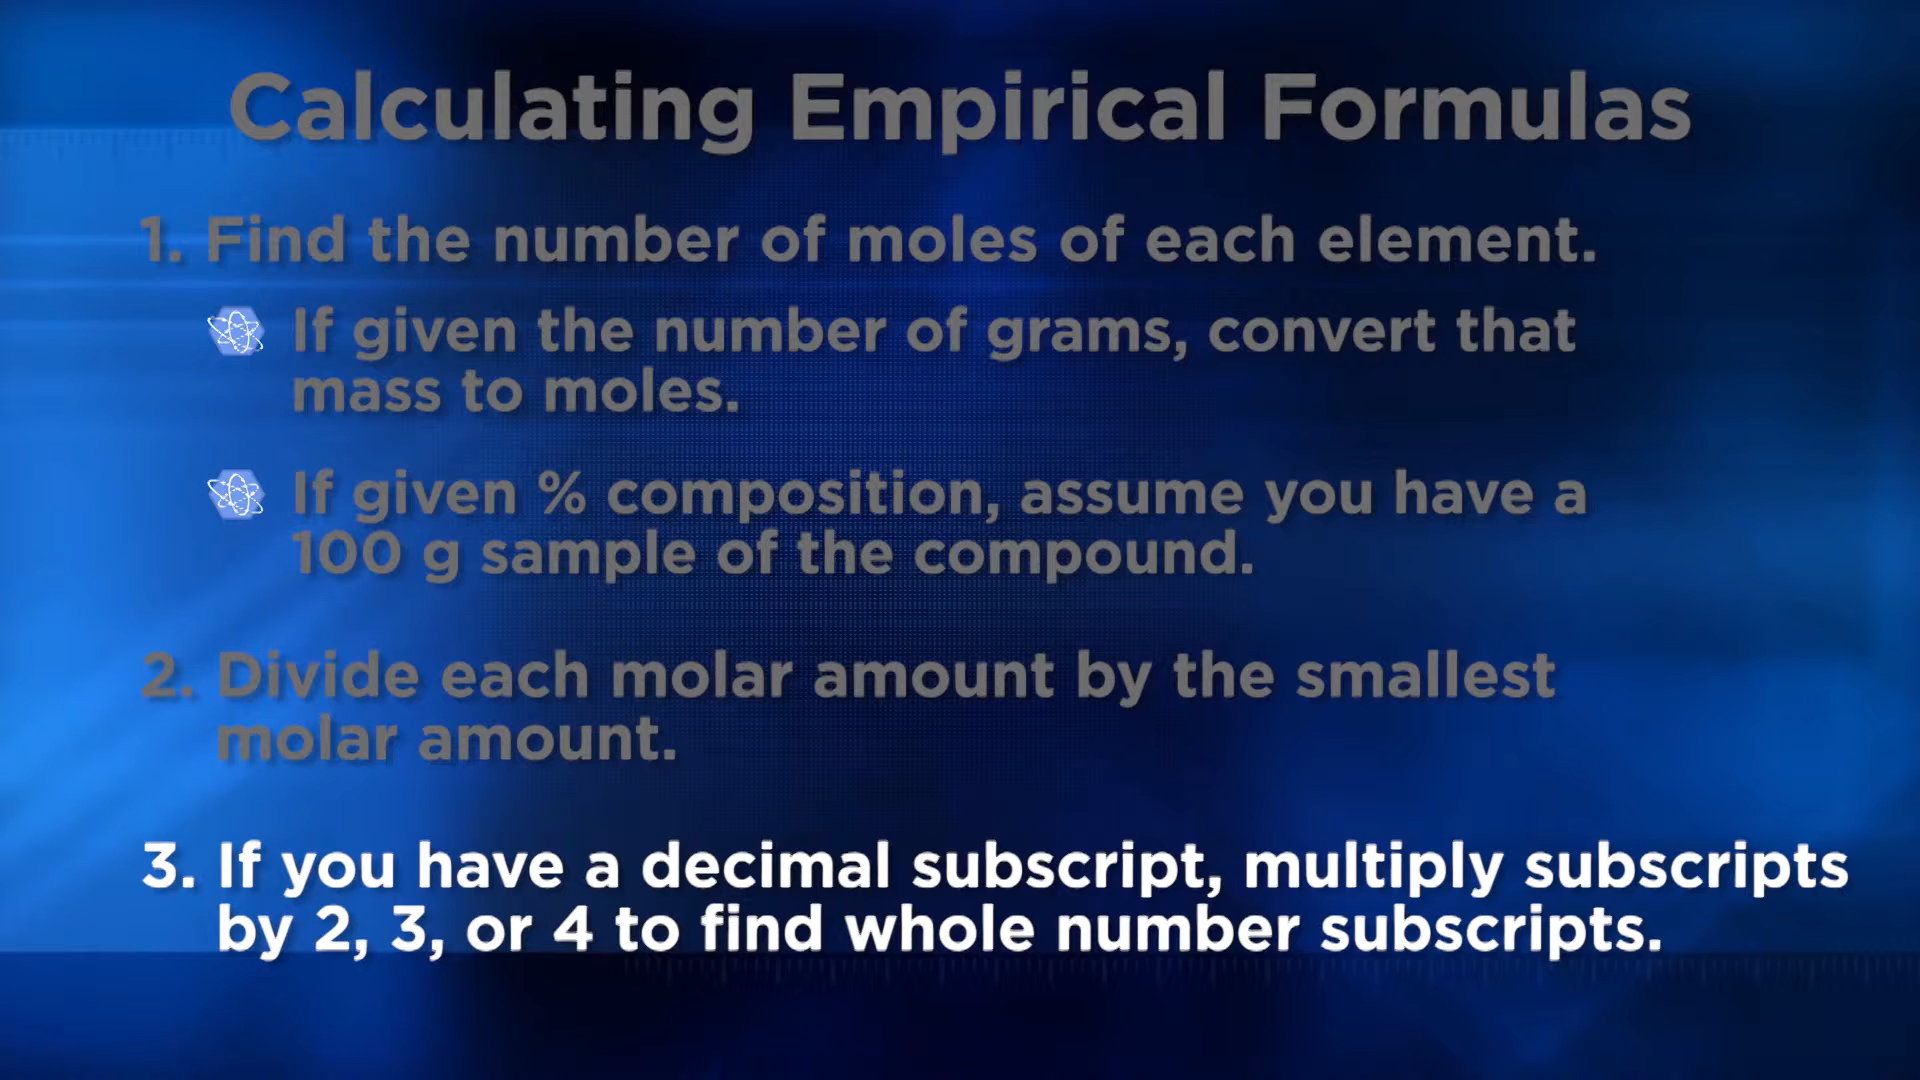 Calculating Empirical Formulas
1. Find the number of moles of each element.
If given the number of grams, convert that
mass to moles.
If given % composition, assume you have a
100 g sample of the compound.
2. Divide each molar amount by the smallest
molar amount.
3. If you have a decimal subscript, multiply subscripts
by 2, 3, or 4 to find whole number subscripts.